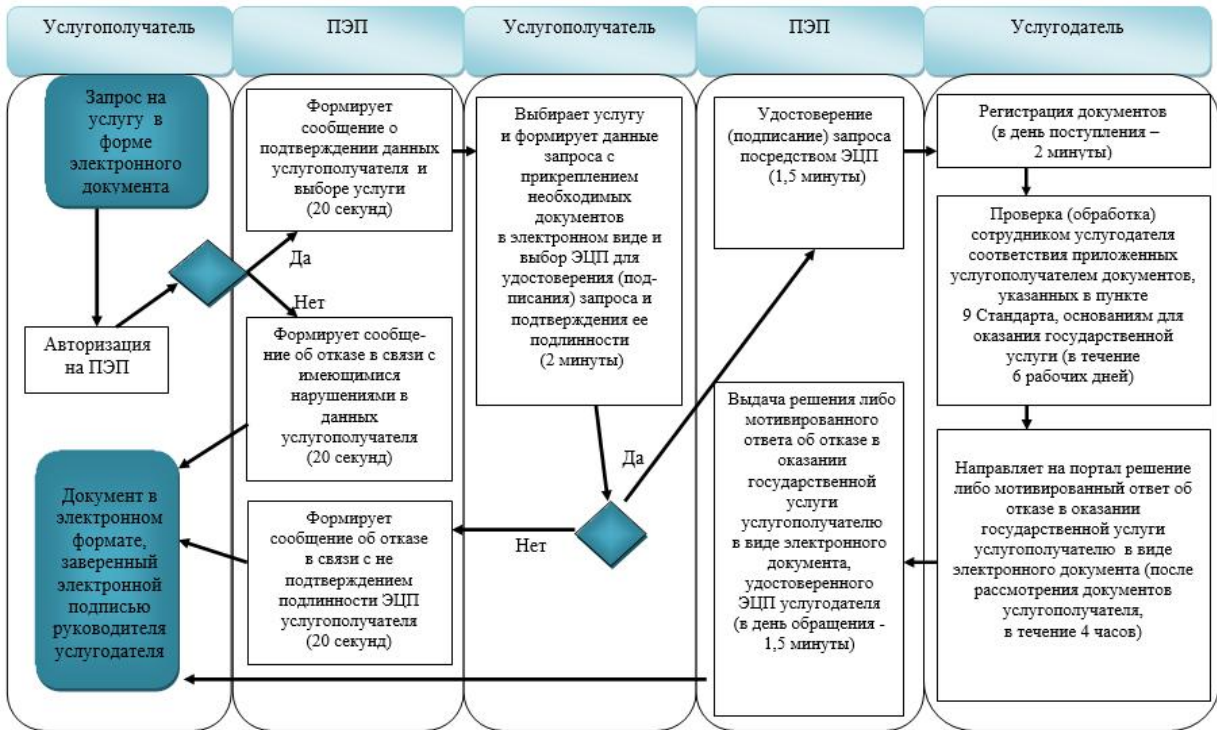 Услугополучатель
ПЭП
Услугополучатель
ПЭП
Услугодатель
Запрос на
услугу в
форме
электронного
документа
Авторизация
на ПЭП
Документ в
электронном
формате,
заверенный
электронной
подписью
руководителя
услугодателя
Формирует
сообщение о
подтверждении данных
услугополучателя и
выборе услуги
(20 секунд)
Да
Нет
Формирует сообще-
ние об отказе в связи с
имеющимися
нарушениями в
данных
услугополучателя
(20 секунд)
Формирует
сообщение об отказе
в связи с не
подтверждением
подлинности ЭЦП
услугополучателя
(20 секунд)
Выбирает услугу
и формирует данные
запроса с
прикреплением
необходимых
документов
в электронном виде и
выбор ЭЦП для
удостоверения (под-
писания) запроса и
подтверждения ее
подлинности
(2 минуты)
Да
Нет
Удостоверение
(подписание) запроса
посредством ЭЦП
(1,5 минуты)
Выдача решения либо
мотивированного
ответа об отказе в
оказании
государственной
услуги
услугополучателю
в виде электронного
документа,
удостоверенного
ЭЦП услугодателя
(в день обращения -
1,5 минуты)
Регистрация документов
(в день поступления –
2 минуты)
Проверка (обработка)
сотрудником услугодателя
соответствия приложенных
услугополучателем документов,
указанных в пункте
9 Стандарта, основаниям для
оказания государственной
услуги (в течение
6 рабочих дней)
Направляет на портал решение
либо мотивированный ответ об
отказе в оказании
государственной услуги
услугополучателю в виде
электронного документа (после
рассмотрения документов
услугополучателя,
в течение 4 часов)